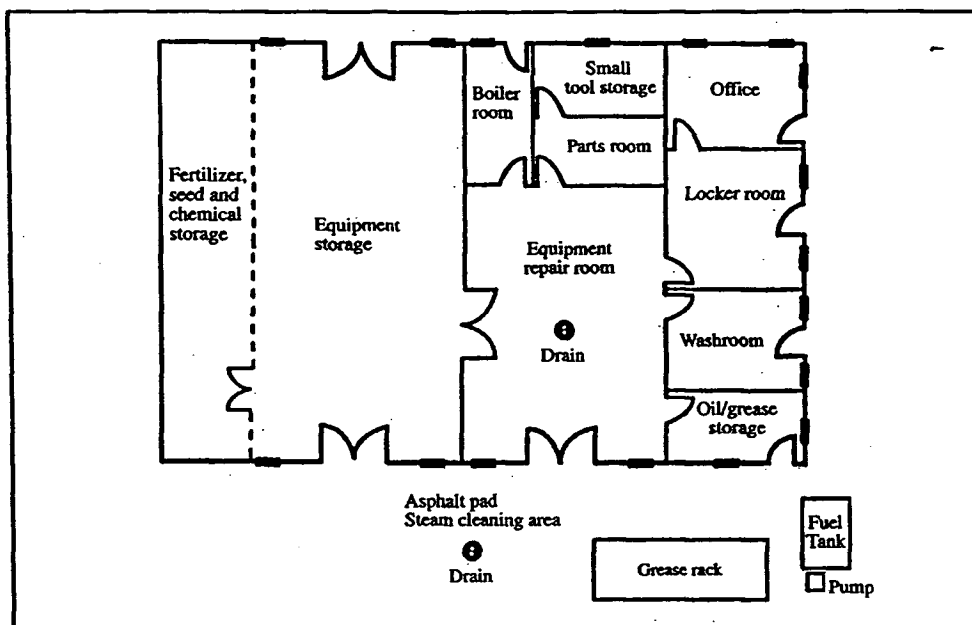 Small
tool storage
Office
Boiler
room
Parts room
Fertilizer,
seed and
chemical
storage
Locker room
Equipment
storage
Equipment
repair room
Drain
Washroom
Oil/grease
storage
Asphalt pad
Steam cleaning area
Drain
Grease rack
Fuel
Tank
Pump